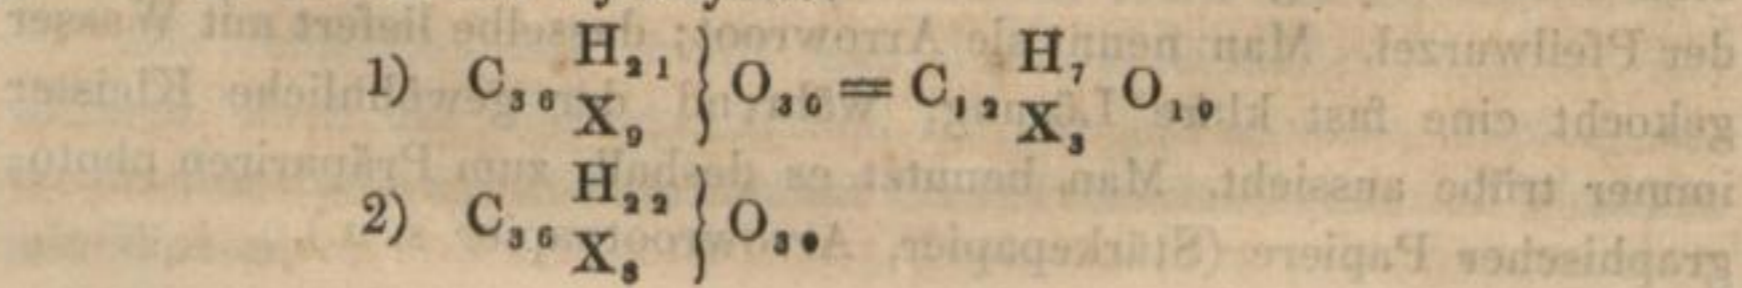 1) C₃₆ H₂₁ X₉ } O₃₀ = C₁₂ H₇ X₃ O₁₀
2) C₃₆ H₂₂ X₈ } O₃₀